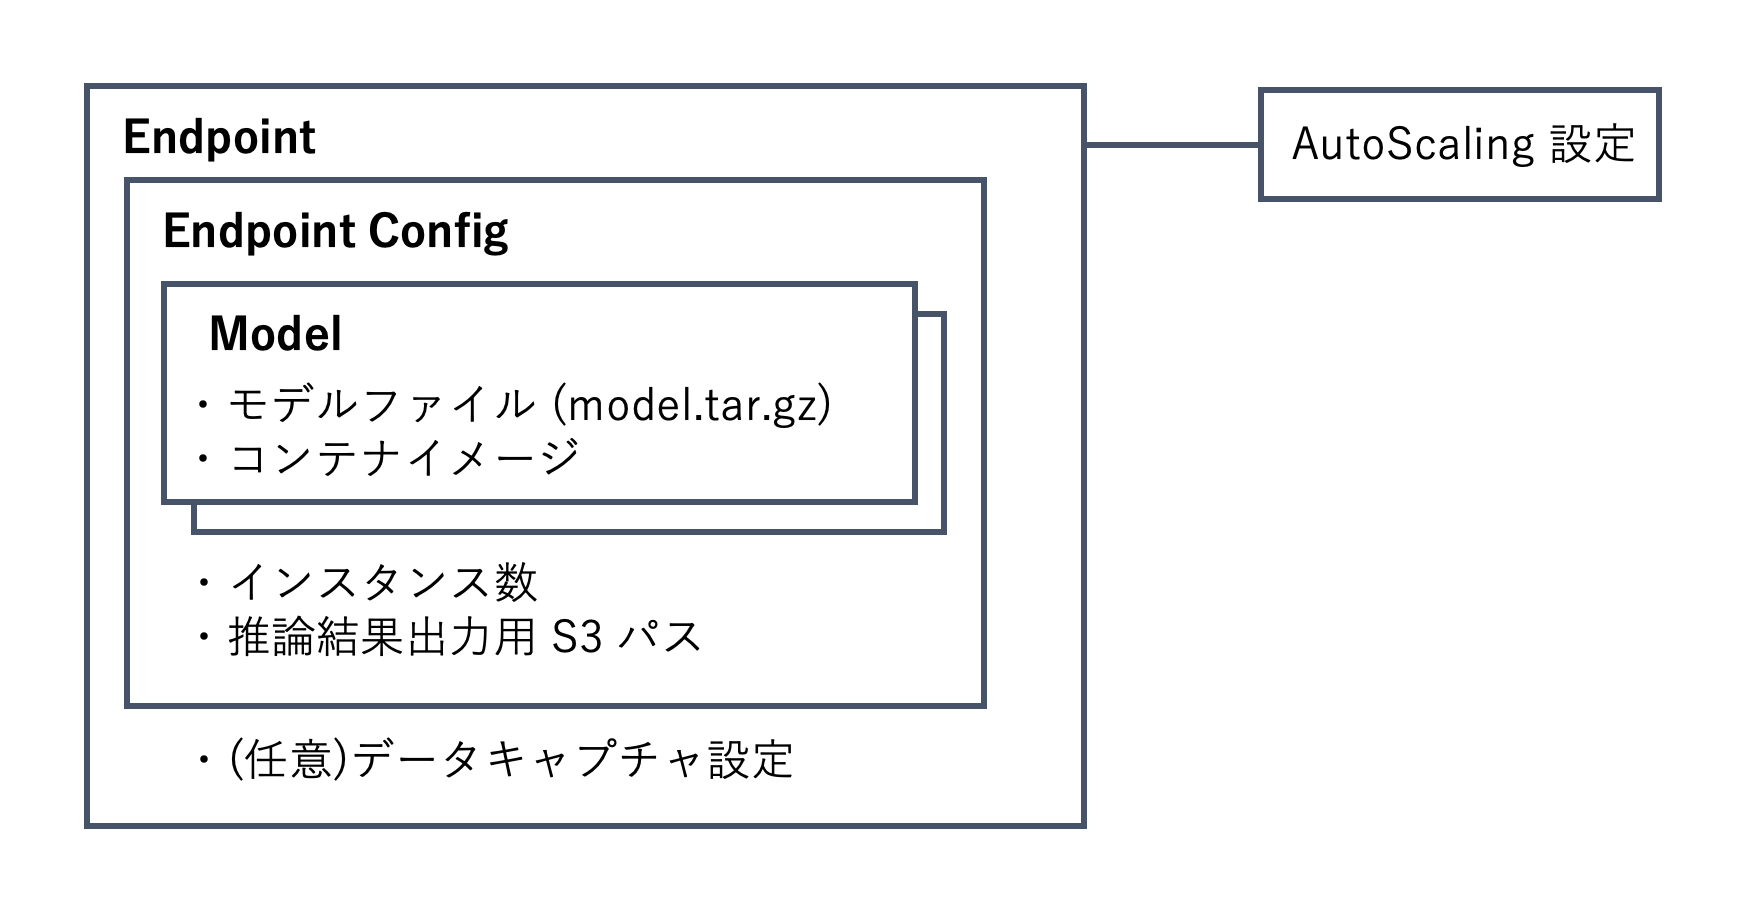 Endpoint
AutoScaling 設定
Endpoint Config
Model
・モデルファイル (model.tar.gz)
・コンテナイメージ
・インスタンス数
・推論結果出力用 S3 パス
・(任意)データキャプチャ設定